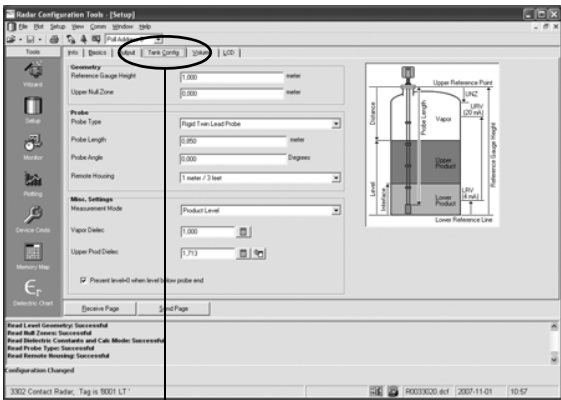 Radar Configuration Tools - [Setup]
File Edit Setup View Comm Window Help
Poll Address: 0
Tools
Info Basics Output Tank Config Volume LCD
Wizard
Setup
Monitor
Plotting
Device Cmds
Memory Map
Dielectric Chart
Geometry
Reference Gauge Height 1,000 meter
Upper Null Zone 0,000 meter
Probe
Probe Type Rigid Twin Lead Probe
Probe Length 0,850 meter
Probe Angle 0,000 Degrees
Remote Housing 1 meter / 3 feet
Misc. Settings
Measurement Mode Product Level
Vapor Dielec 1,000
Upper Prod Dielec 1,713
Present level=0 when level below probe end
Receive Page Send Page
Upper Reference Point
UNZ
URV
(20 mA)
Distance
Probe Length
Vapor
Reference Gauge Height
Upper
Product
Level
Interface
Lower
Product
LRV
(4 mA)
Lower Reference Line
Read Level Geometry: Successful
Read Null Zones: Successful
Read Dielectric Constants and Calc Mode: Successful
Read Probe Type: Successful
Read Remote Housing: Successful
Configuration Changed
3302 Contact Radar, Tag is '8001 LT '
R0033020.dcf 2007-11-01 10:57